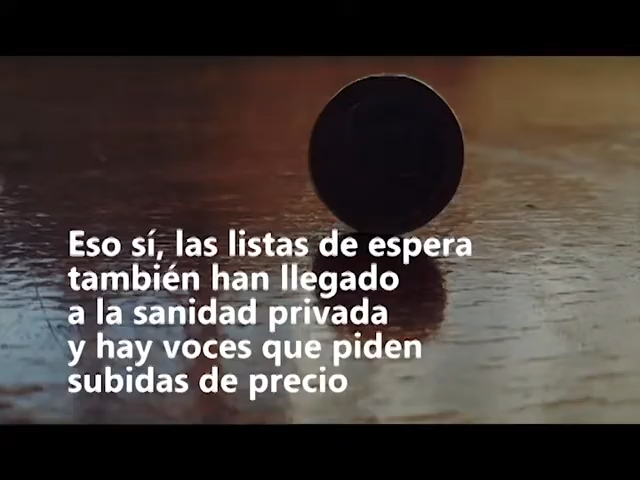 Eso sí, las listas de espera
también han llegado
a la sanidad privada
y hay voces que piden
subidas de precio